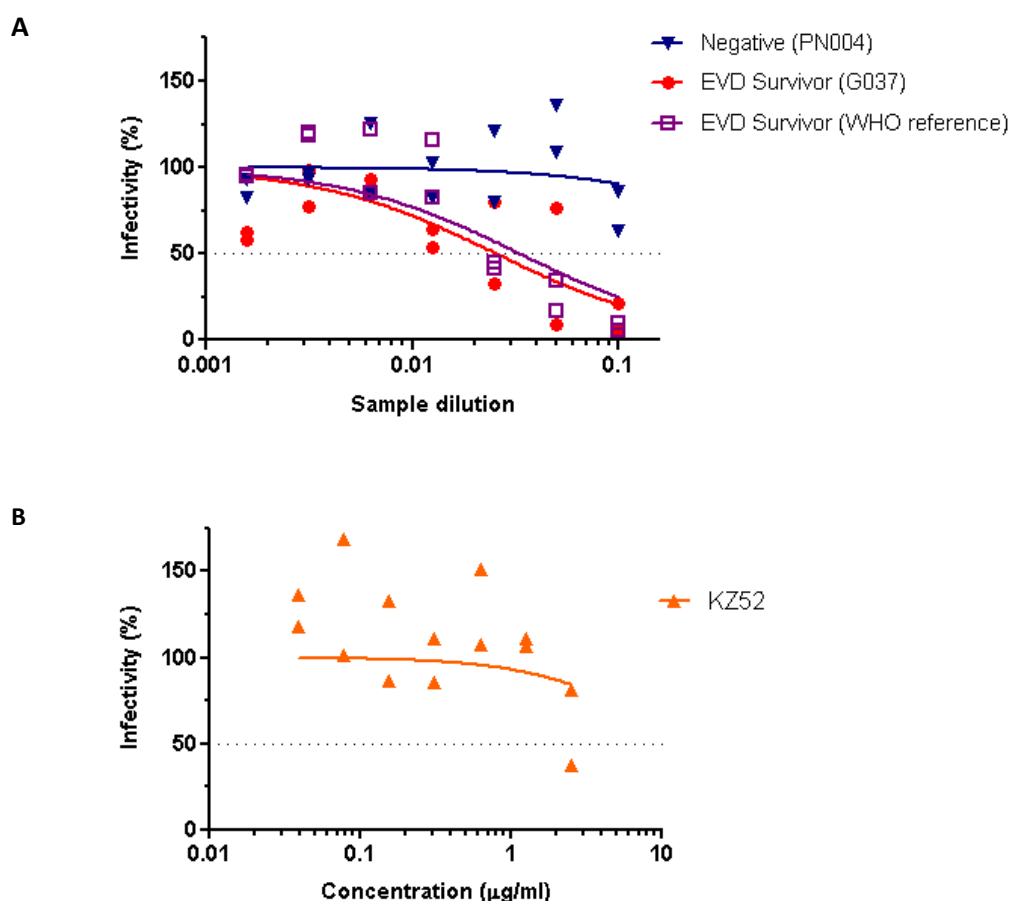 A
Negative (PN004)
EVD Survivor (G037)
EVD Survivor (WHO reference)
Infectivity (%)
150
100
50
0
0.001
0.01
0.1
Sample dilution
B
KZ52
Infectivity (%)
150
100
50
0
0.01
0.1
1
10
Concentration (µg/ml)